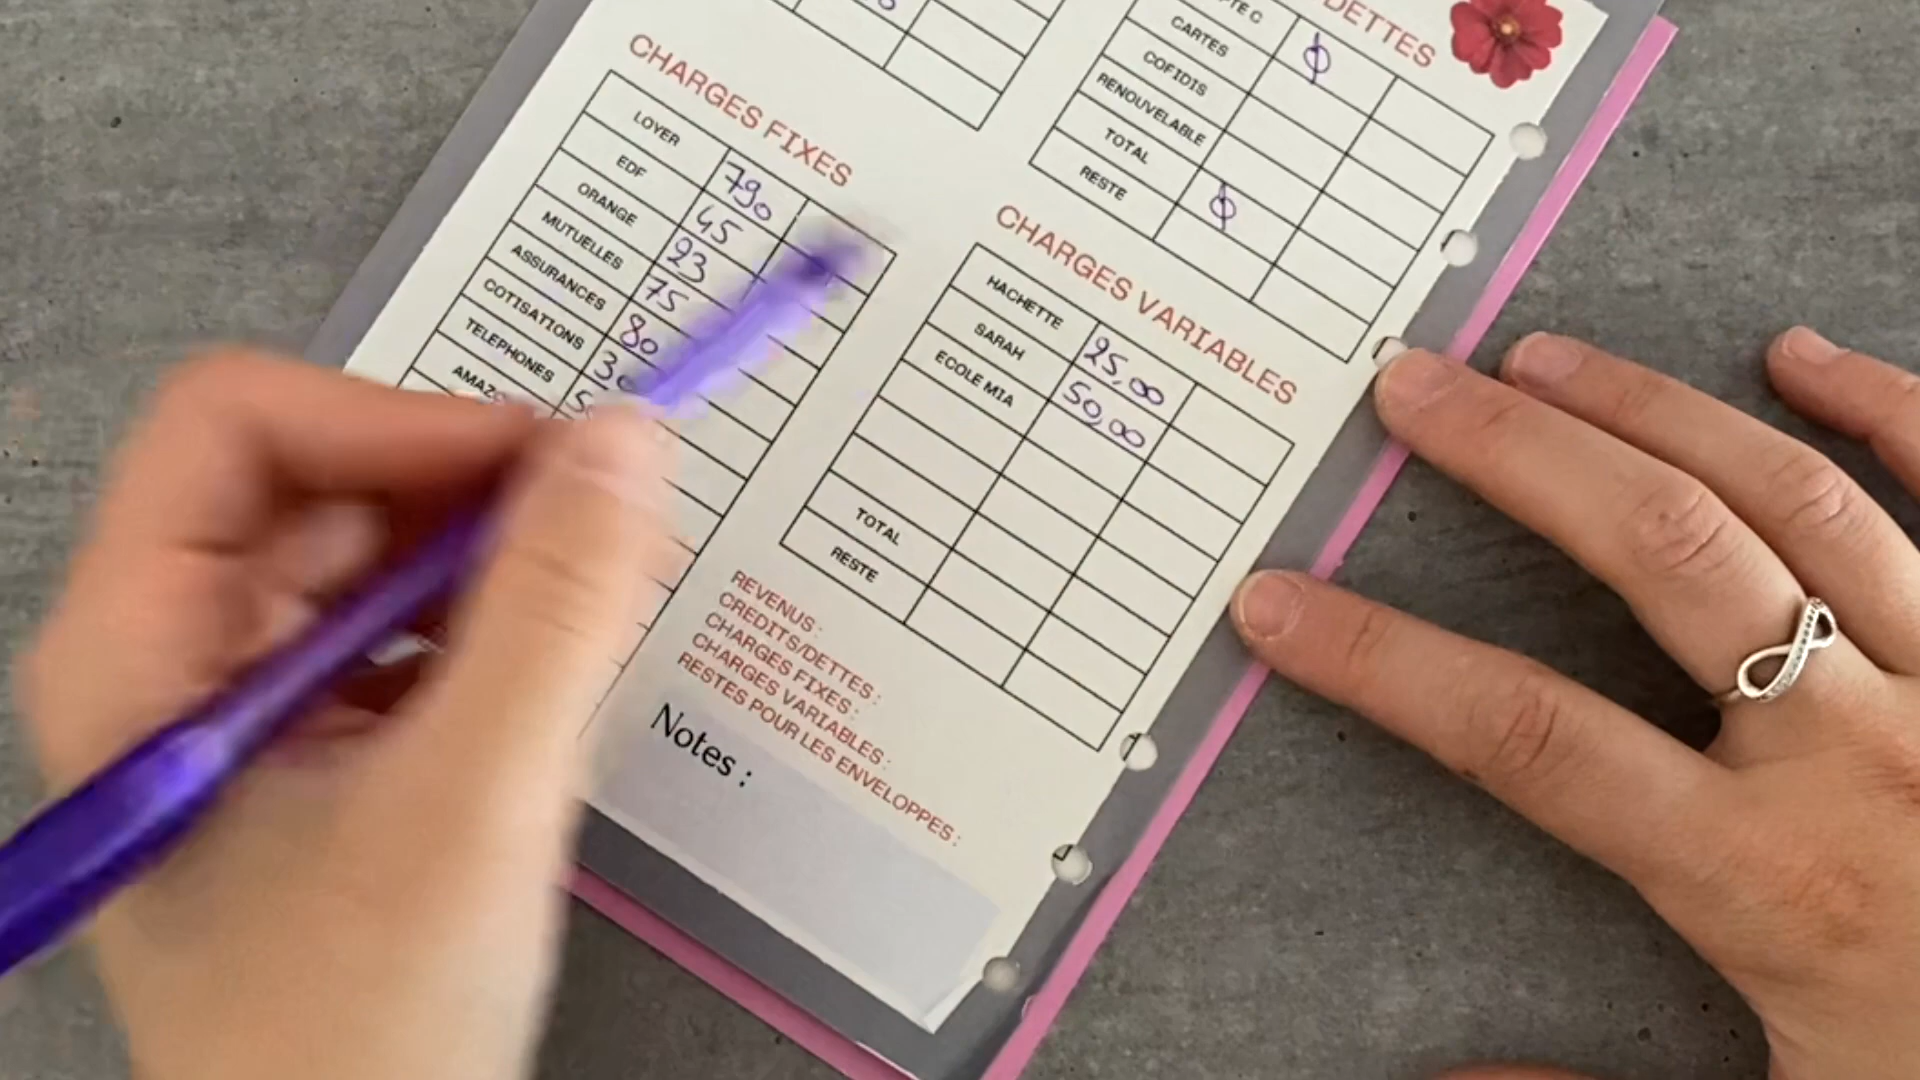 DETTES
CARTES
COFIDIS
RENOUVELABLE
TOTAL
RESTE
CHARGES FIXES
LOYER 790
EDF 45
ORANGE 23
MUTUELLES 75
ASSURANCES 80
COTISATIONS
TELEPHONES
CHARGES VARIABLES
HACHETTE 25,00
SARAH 50,00
ECOLE MIA
TOTAL
RESTE
REVENUS :
CREDITS/DETTES :
CHARGES FIXES :
CHARGES VARIABLES :
RESTES POUR LES ENVELOPPES :
Notes :